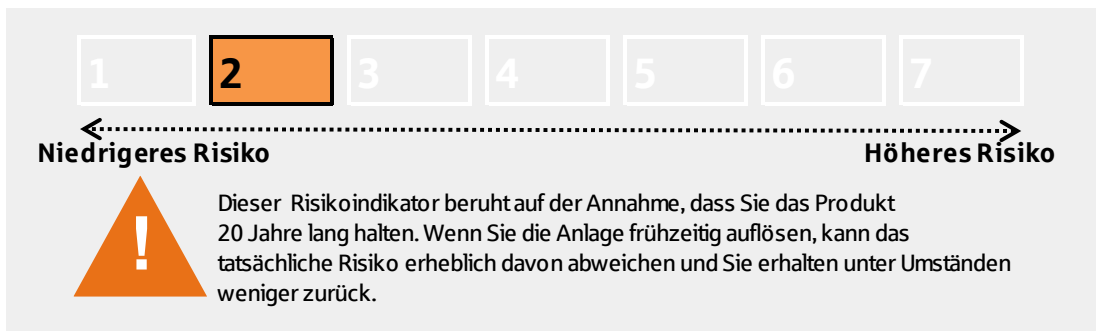 1 2 3 4 5 6 7
Niedrigeres Risiko Höheres Risiko
!
Dieser Risikoindikator beruht auf der Annahme, dass Sie das Produkt
20 Jahre lang halten. Wenn Sie die Anlage frühzeitig auflösen, kann das
tatsächliche Risiko erheblich davon abweichen und Sie erhalten unter Umständen
weniger zurück.